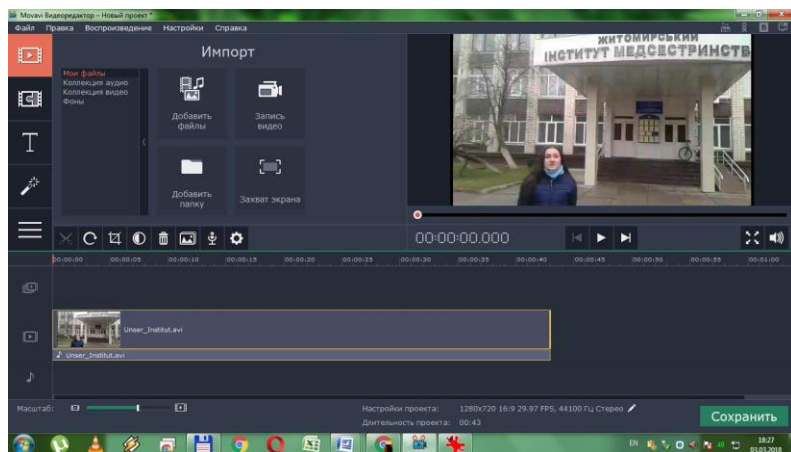 Movavi Видеоредактор – Новый проект *
Файл Правка Воспроизведение Настройки Справка
Импорт
Мои файлы
Коллекция аудио
Коллекция видео
Фоны
Добавить
файлы
Запись
видео
Добавить
папку
Захват экрана
ЖИТОМИРСЬКИЙ
ІНСТИТУТ МЕДСЕСТРИНСТВ
00:00:00.000
00:00:00 00:00:05 00:00:10 00:00:15 00:00:20 00:00:25 00:00:30 00:00:35 00:00:40 00:00:45 00:00:50 00:00:55 00:01:00
Unser_Institut.avi
Unser_Institut.avi
Масштаб:
Настройки проекта: 1280x720 16:9 29.97 FPS, 44100 Гц Стерео
Длительность проекта: 00:43
Сохранить
EN
18:27
03.03.2018